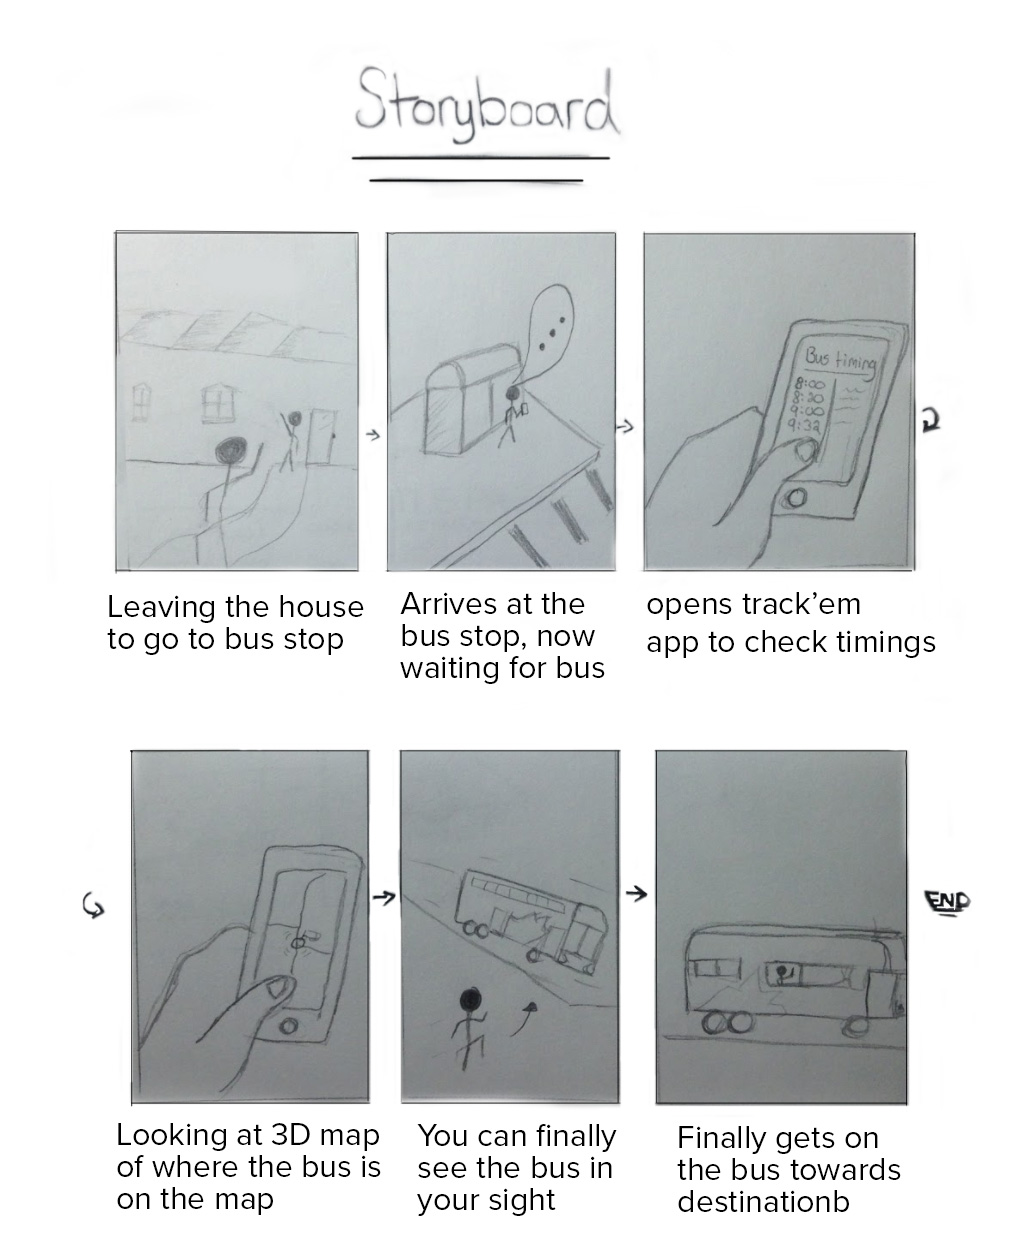 Storyboard
Bus timing
8:00
8:20
9:00
9:32
Leaving the house
to go to bus stop
Arrives at the
bus stop, now
waiting for bus
opens track’em
app to check timings
END
Looking at 3D map
of where the bus is
on the map
You can finally
see the bus in
your sight
Finally gets on
the bus towards
destinationb